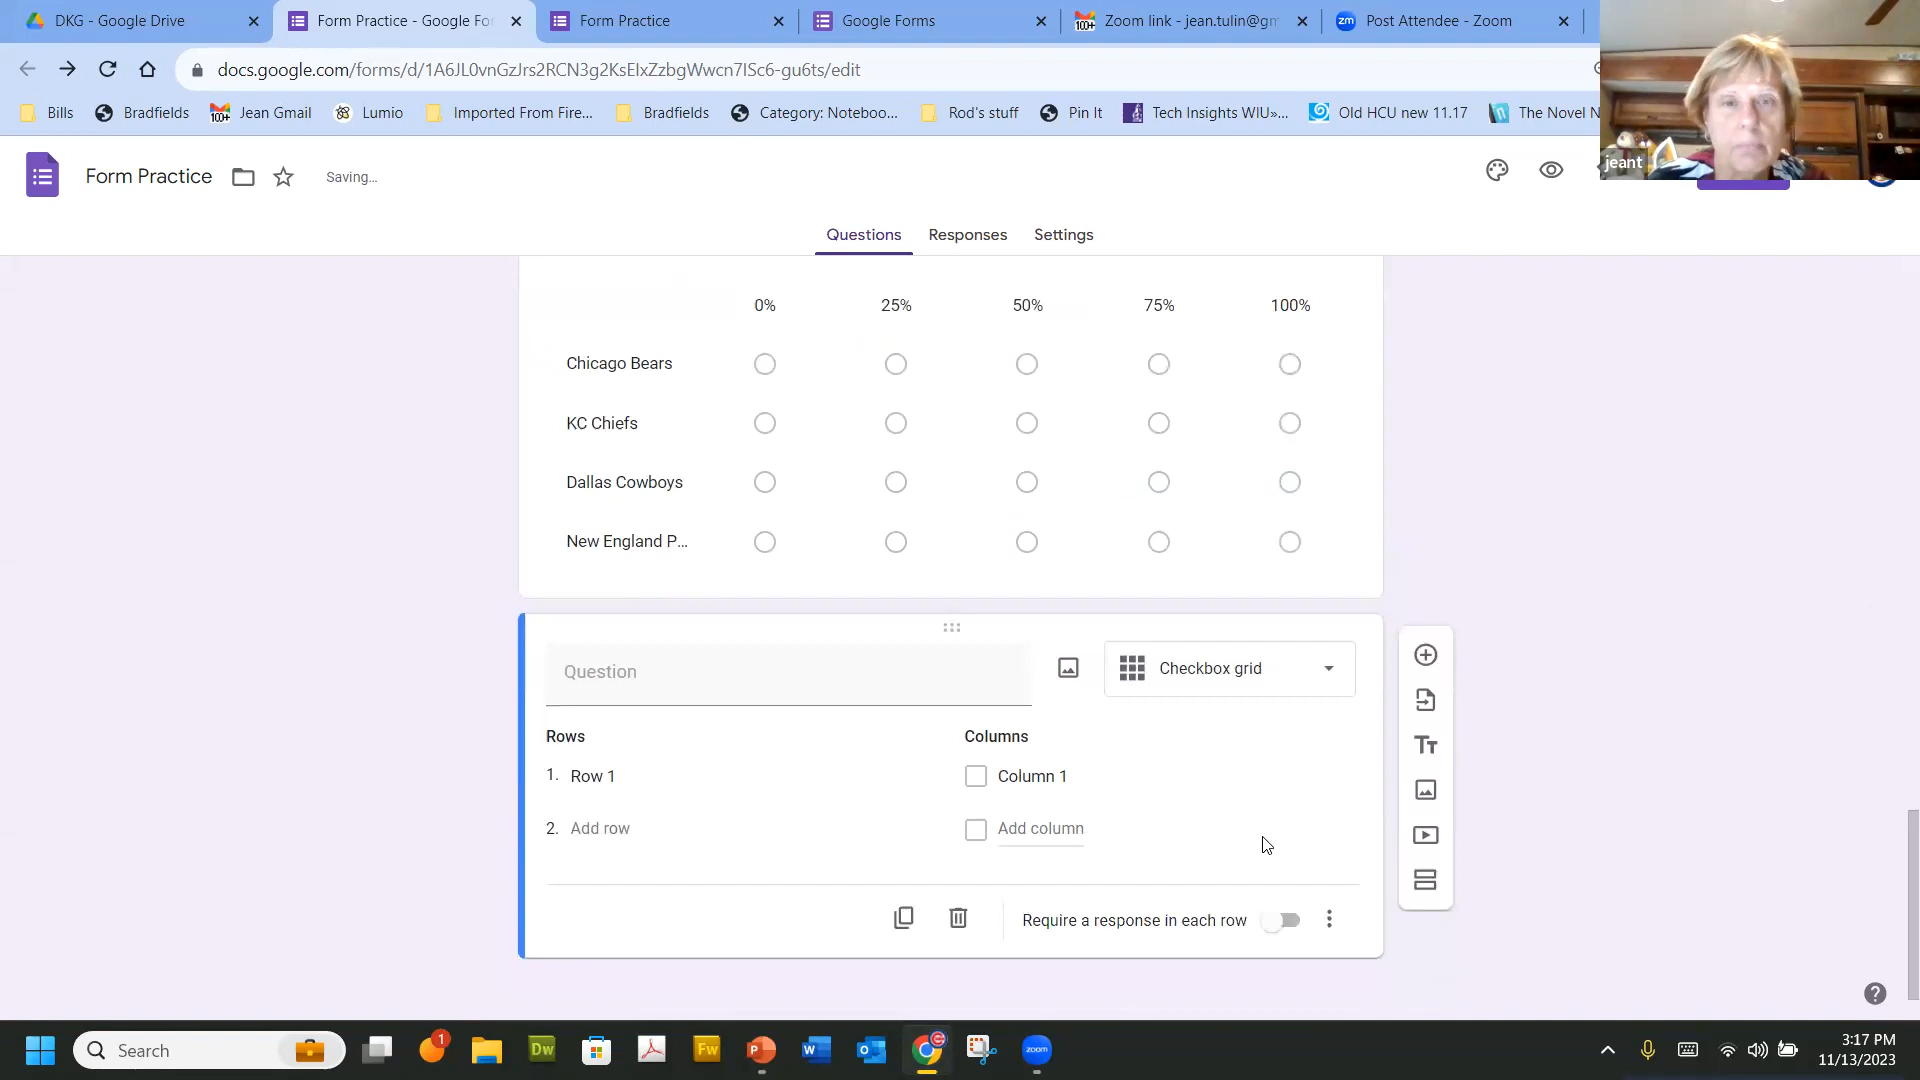 DKG - Google Drive
Form Practice - Google Fo
Form Practice
Google Forms
Zoom link - jean.tulin@gm
Post Attendee - Zoom
docs.google.com/forms/d/1A6JL0vnGzJrs2RCN3g2KsEIxZzbgWwcn7ISc6-gu6ts/edit
Bills
Bradfields
Jean Gmail
Lumio
Imported From Fire...
Bradfields
Category: Noteboo...
Rod's stuff
Pin It
Tech Insights WIU»...
Old HCU new 11.17
The Novel N
jeant
Form Practice
Saving...
Questions
Responses
Settings
0% 25% 50% 75% 100%
Chicago Bears
KC Chiefs
Dallas Cowboys
New England P...
Question
Checkbox grid
Rows
Columns
1. Row 1
Column 1
2. Add row
Add column
Require a response in each row
Search
1
Dw
Fw
zoom
3:17 PM
11/13/2023